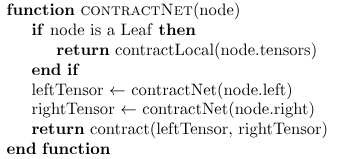 function CONTRACTNET(node)
if node is a Leaf then
return contractLocal(node.tensors)
end if
leftTensor ← contractNet(node.left)
rightTensor ← contractNet(node.right)
return contract(leftTensor, rightTensor)
end function